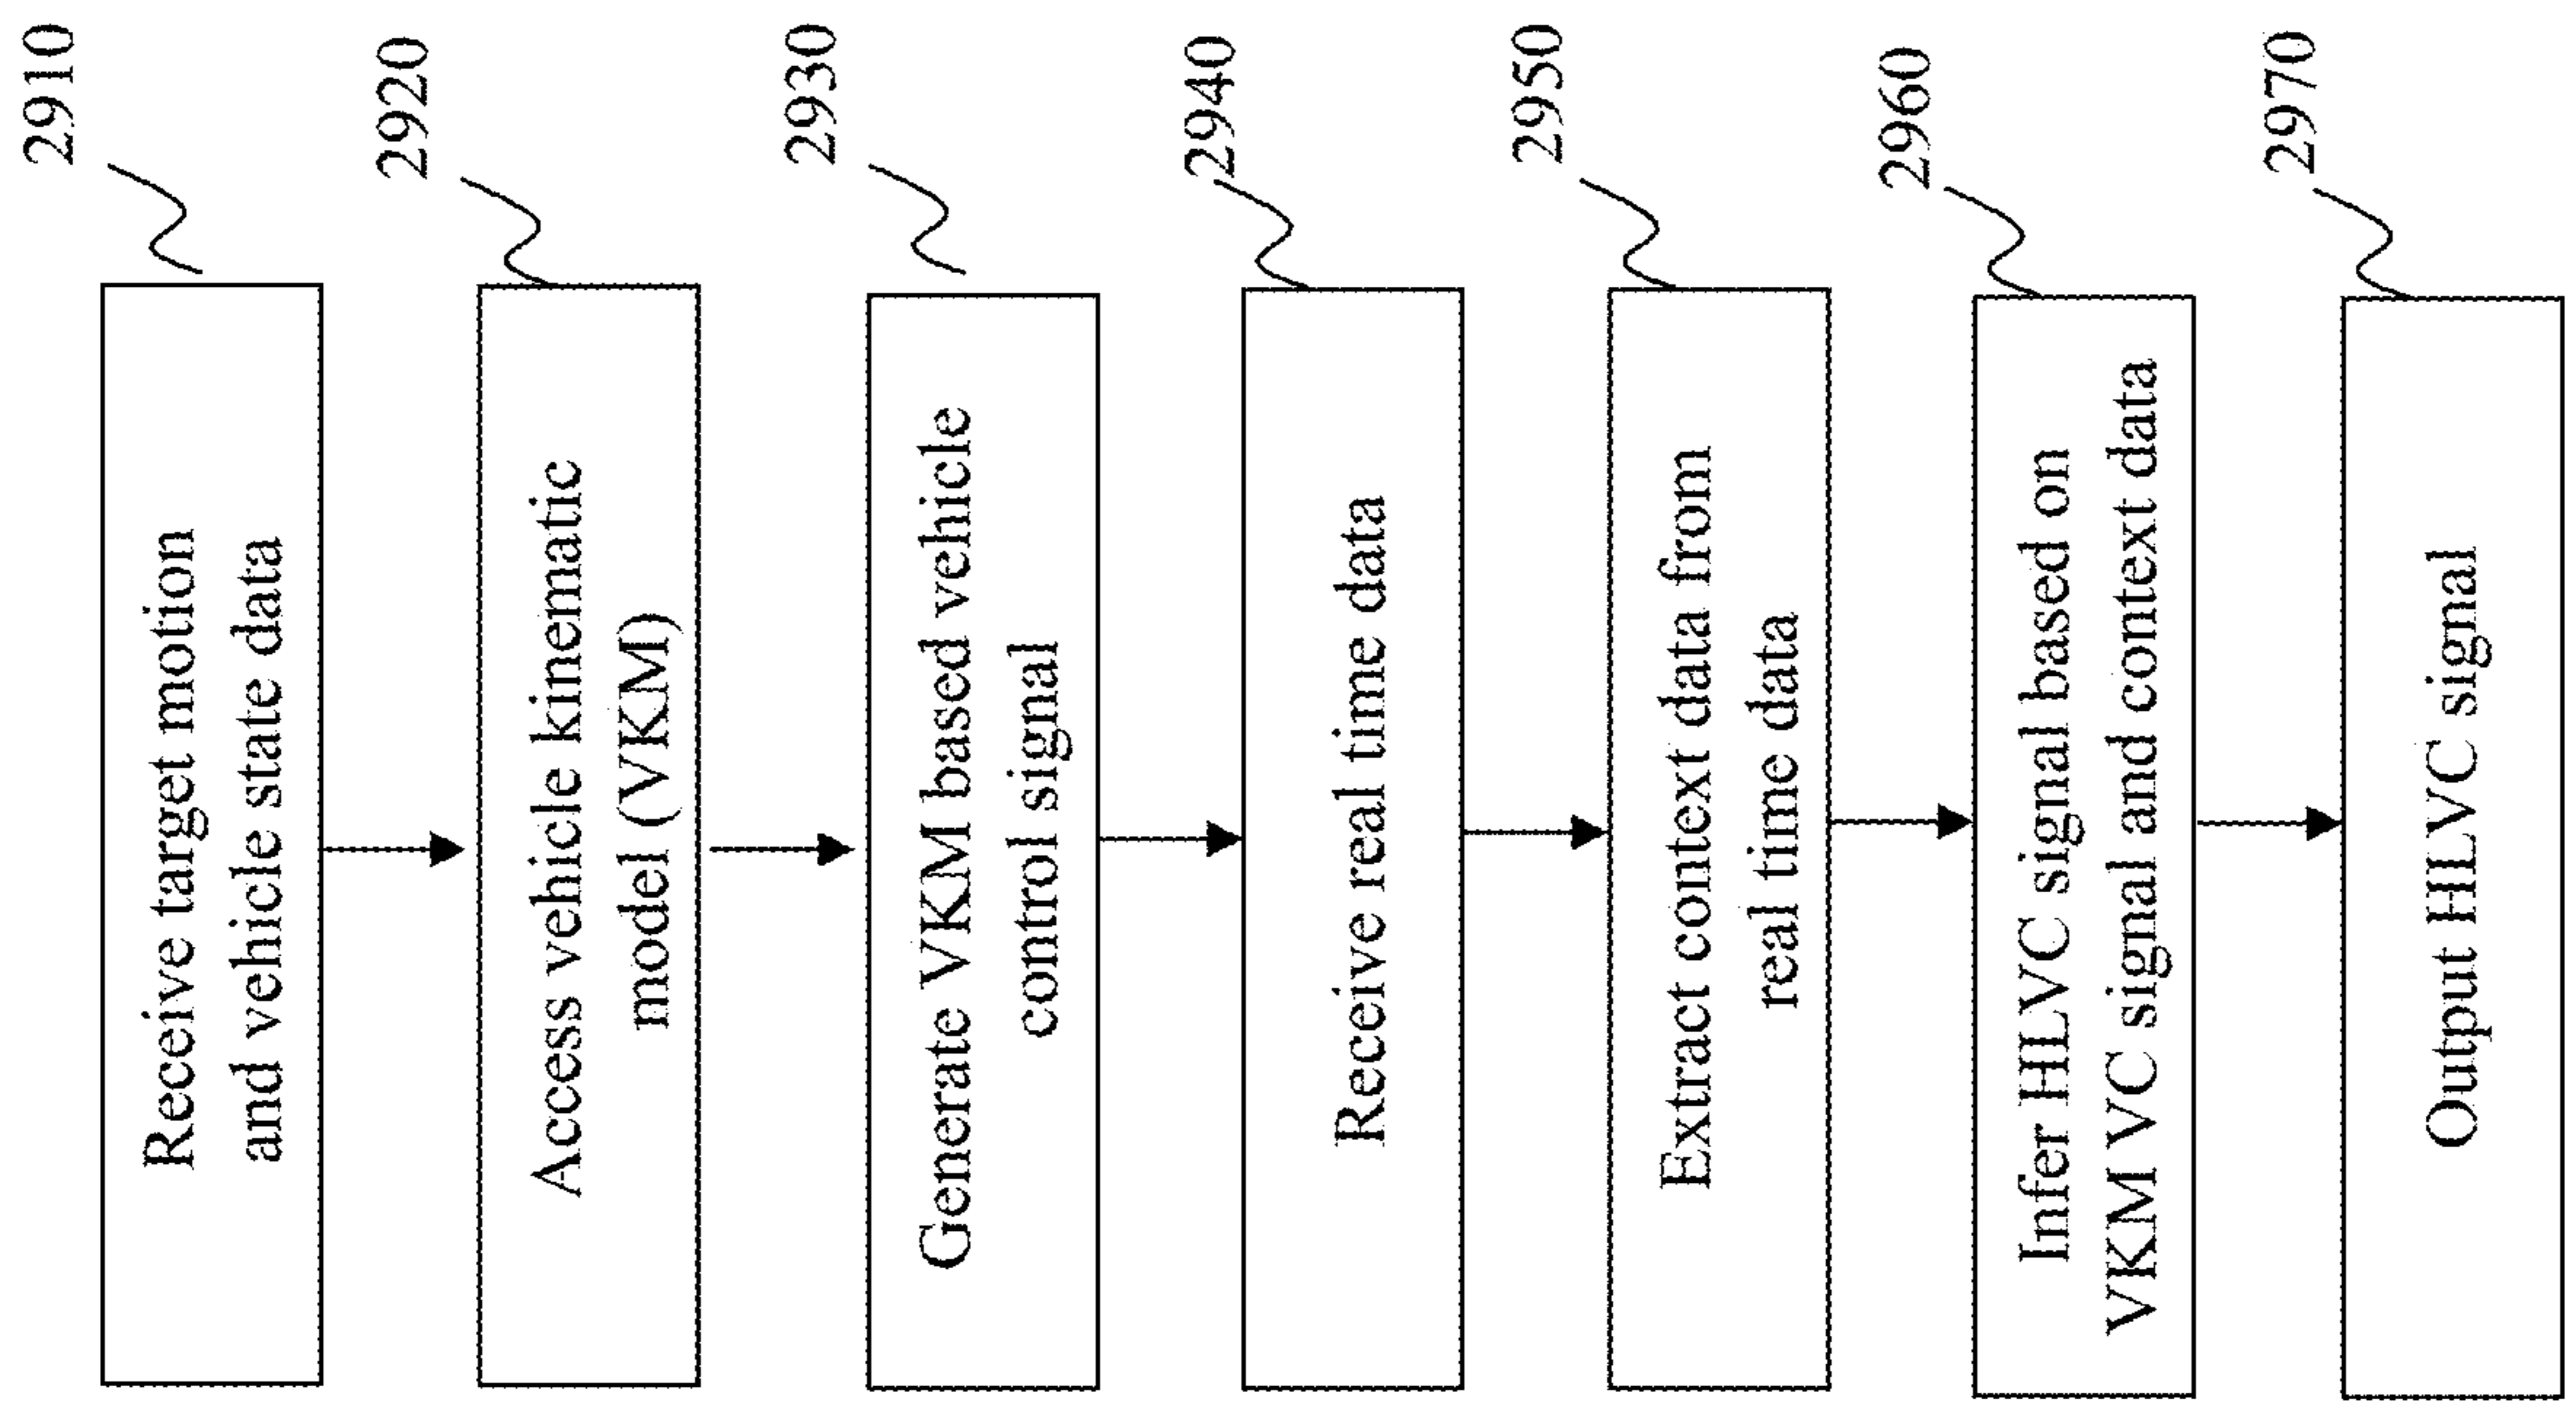 2910
Receive target motion
and vehicle state data
2920
Access vehicle kinematic
model (VKM)
2930
Generate VKM based vehicle
control signal
2940
Receive real time data
2950
Extract context data from
real time data
2960
Infer HLVC signal based on
VKM VC signal and context data
2970
Output HLVC signal